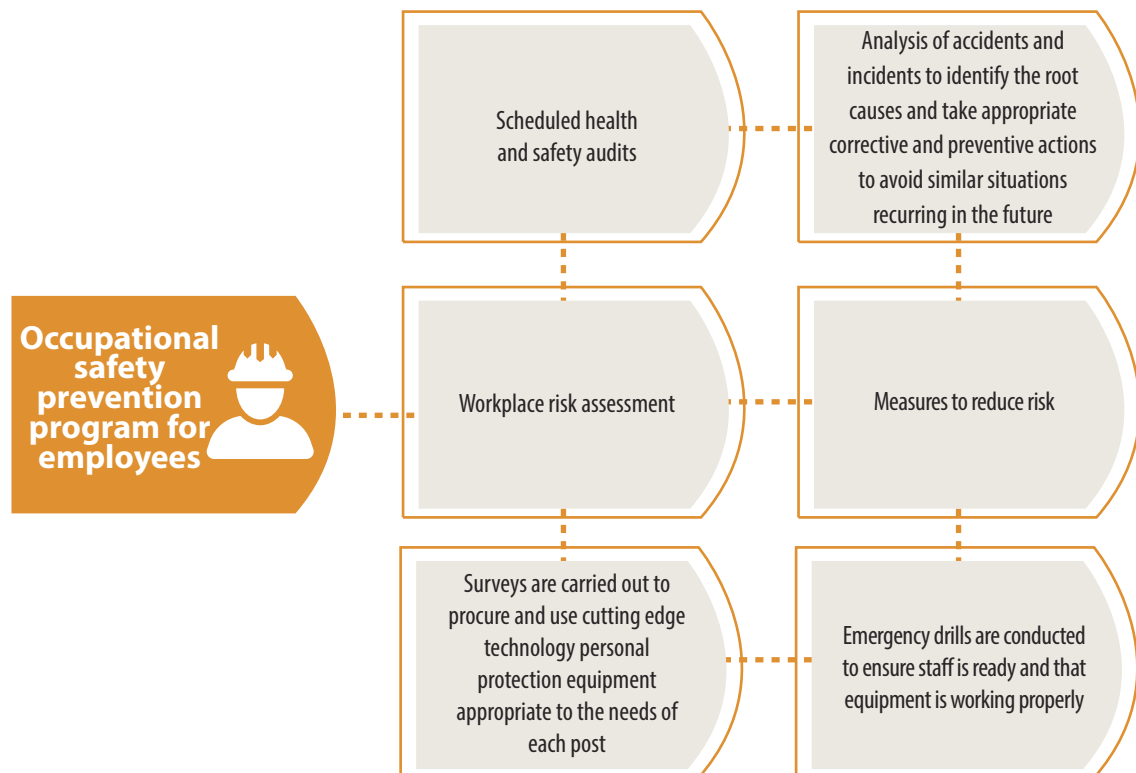 Occupational
safety
prevention
program for
employees
Scheduled health
and safety audits
Analysis of accidents and
incidents to identify the root
causes and take appropriate
corrective and preventive actions
to avoid similar situations
recurring in the future
Workplace risk assessment
Measures to reduce risk
Surveys are carried out to
procure and use cutting edge
technology personal
protection equipment
appropriate to the needs of
each post
Emergency drills are conducted
to ensure staff is ready and that
equipment is working properly